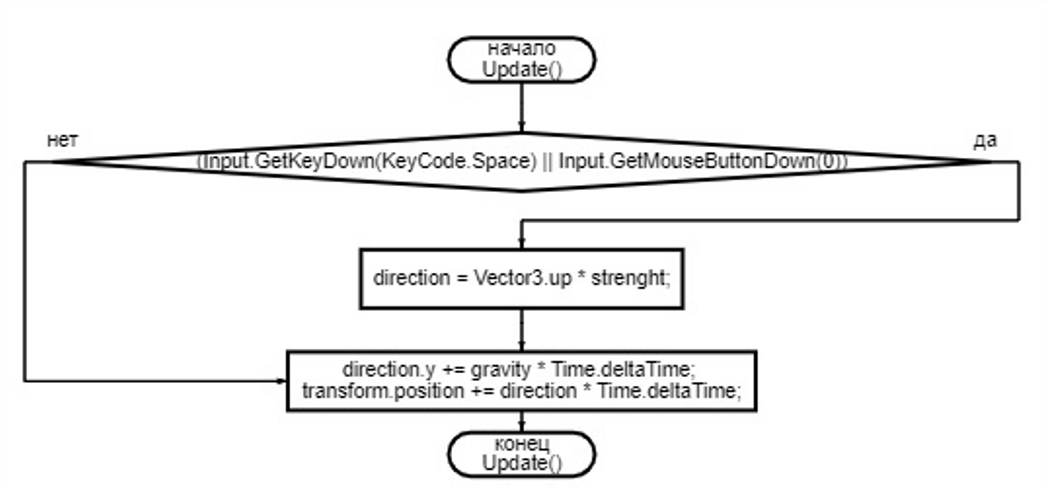 начало
Update()
нет
да
(Input.GetKeyDown(KeyCode.Space) || Input.GetMouseButtonDown(0))
direction = Vector3.up * strenght;
direction.y += gravity * Time.deltaTime;
transform.position += direction * Time.deltaTime;
конец
Update()